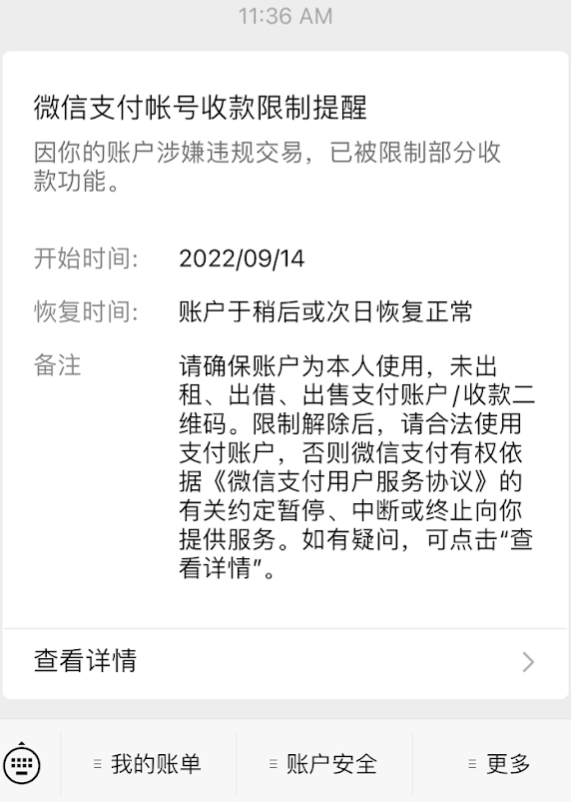 11:36 AM
微信支付帐号收款限制提醒
因你的账户涉嫌违规交易，已被限制部分收
款功能。
开始时间: 2022/09/14
恢复时间: 账户于稍后或次日恢复正常
备注 请确保账户为本人使用，未出
租、出借、出售支付账户/收款二
维码。限制解除后，请合法使用
支付账户，否则微信支付有权依
据《微信支付用户服务协议》的
有关约定暂停、中断或终止向你
提供服务。如有疑问，可点击“查
看详情”。
查看详情
我的账单 账户安全 更多